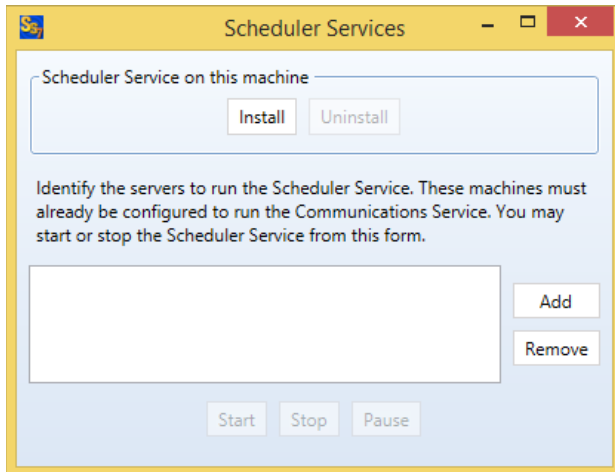 Scheduler Services
Scheduler Service on this machine
Install Uninstall
Identify the servers to run the Scheduler Service. These machines must
already be configured to run the Communications Service. You may
start or stop the Scheduler Service from this form.
Add
Remove
Start Stop Pause